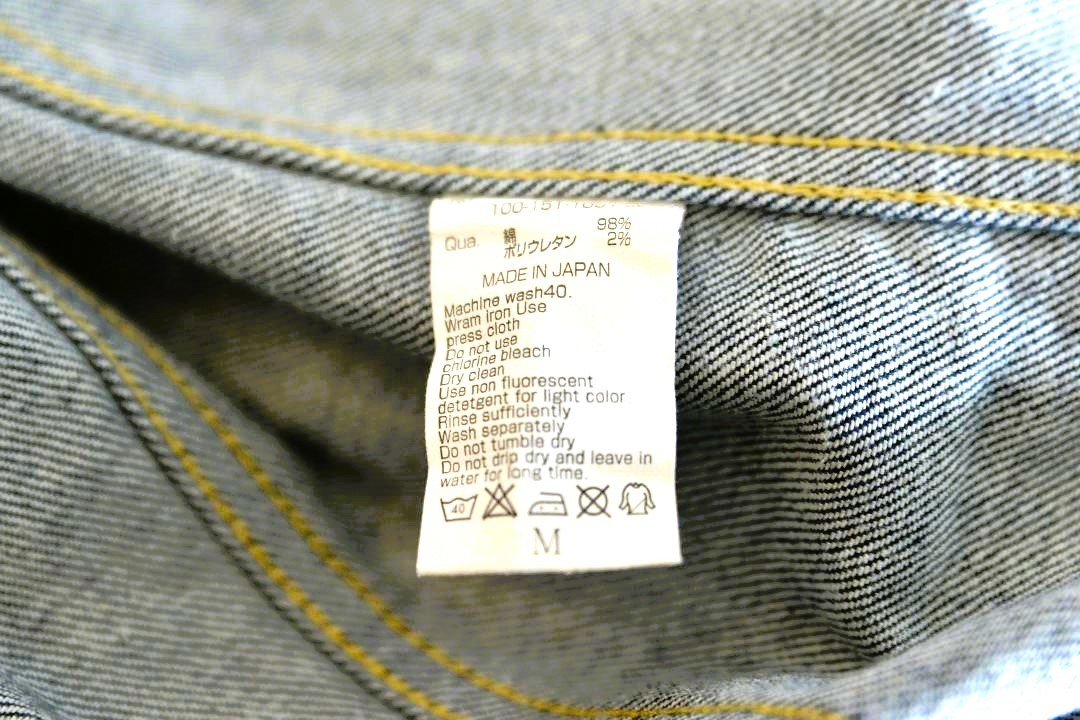 100-151-
98%
Qua. 綿
ポリウレタン 2%
MADE IN JAPAN
Machine wash40.
Wram iron Use
press cloth
Do not use
chlorine bleach
Dry clean
Use non fluorescent
detetgent for light color
Rinse sufficiently
Wash separately
Do not tumble dry
Do not drip dry and leave in
water for long time.
40
M